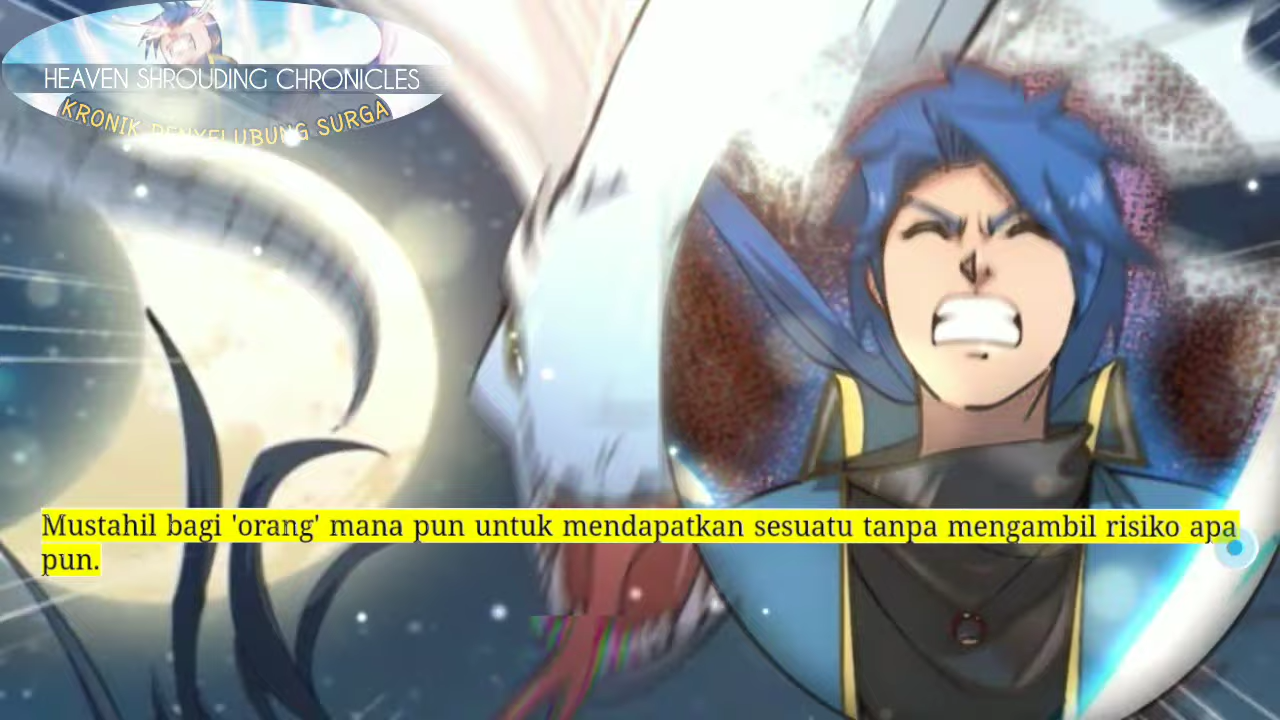 HEAVEN SHROUDING CHRONICLES
KRONIK PENYELUBUNG SURGA
Mustahil bagi 'orang' mana pun untuk mendapatkan sesuatu tanpa mengambil risiko apa
pun.